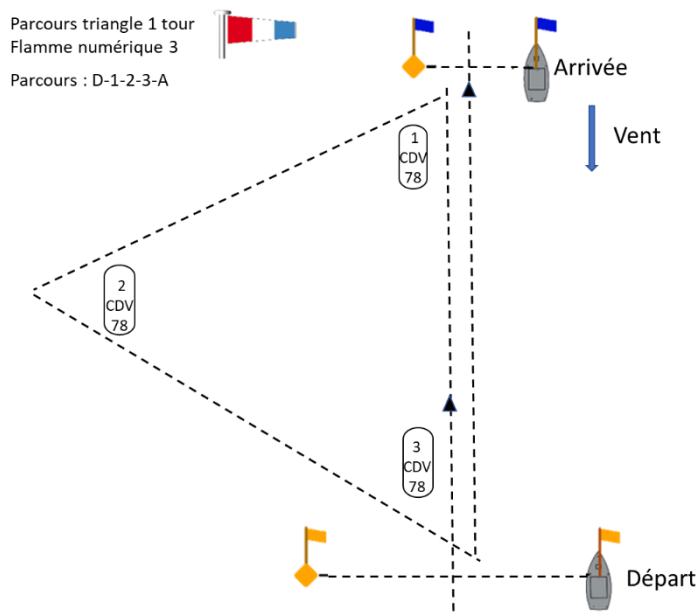 Parcours triangle 1 tour
Flamme numérique 3
Parcours : D-1-2-3-A
Arrivée
Vent
1
CDV
78
2
CDV
78
3
CDV
78
Départ